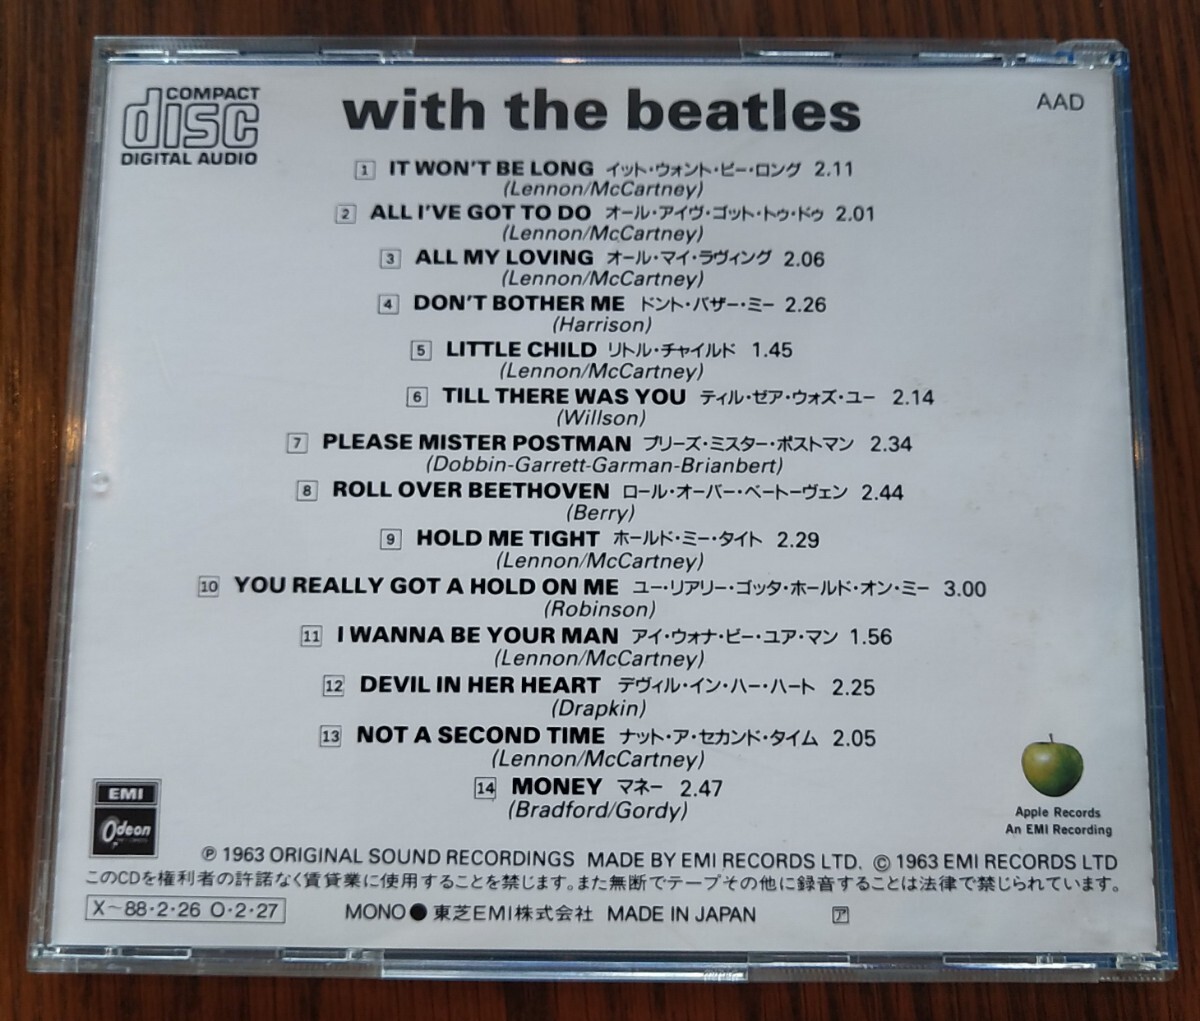 COMPACT
disc
DIGITAL AUDIO
with the beatles
AAD
1 IT WON'T BE LONG イット・ウォント・ビー・ロング 2.11
(Lennon/McCartney)
2 ALL I'VE GOT TO DO オール・アイヴ・ゴット・トゥ・ドゥ 2.01
(Lennon/McCartney)
3 ALL MY LOVING オール・マイ・ラヴィング 2.06
(Lennon/McCartney)
4 DON'T BOTHER ME ドント・バザー・ミー 2.26
(Harrison)
5 LITTLE CHILD リトル・チャイルド 1.45
(Lennon/McCartney)
6 TILL THERE WAS YOU ティル・ゼア・ウォズ・ユー 2.14
(Willson)
7 PLEASE MISTER POSTMAN プリーズ・ミスター・ポストマン 2.34
(Dobbin-Garrett-Garman-Brianbert)
8 ROLL OVER BEETHOVEN ロール・オーバー・ベートーヴェン 2.44
(Berry)
9 HOLD ME TIGHT ホールド・ミー・タイト 2.29
(Lennon/McCartney)
10 YOU REALLY GOT A HOLD ON ME ユー・リアリー・ゴッタ・ホールド・オン・ミー 3.00
(Robinson)
11 I WANNA BE YOUR MAN アイ・ウォナ・ビー・ユア・マン 1.56
(Lennon/McCartney)
12 DEVIL IN HER HEART デヴィル・イン・ハー・ハート 2.25
(Drapkin)
13 NOT A SECOND TIME ナット・ア・セカンド・タイム 2.05
(Lennon/McCartney)
14 MONEY マネー 2.47
(Bradford/Gordy)
EMI
Odeon
Apple Records
An EMI Recording
℗ 1963 ORIGINAL SOUND RECORDINGS MADE BY EMI RECORDS LTD. © 1963 EMI RECORDS LTD
このCDを権利者の許諾なく賃貸業に使用することを禁じます。また無断でテープその他に録音することは法律で禁じられています。
X〜88・2・26 O・2・27
MONO● 東芝EMI株式会社 MADE IN JAPAN
ア